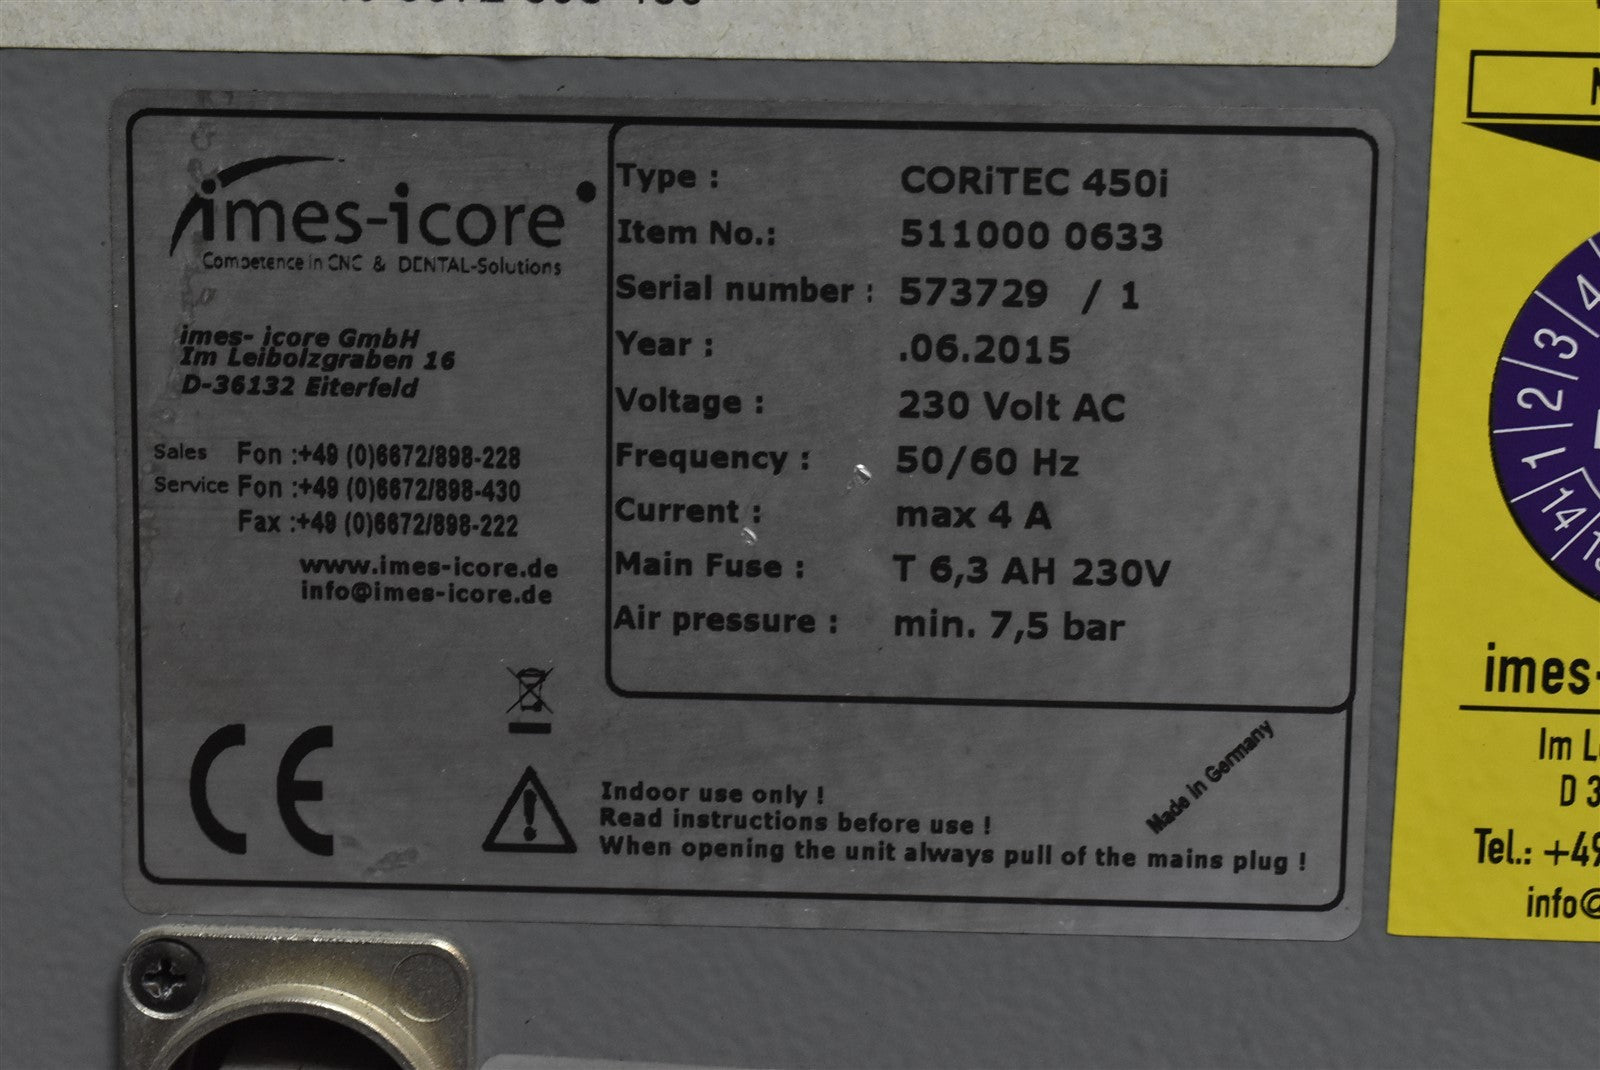 imes-icore
Competence in CNC & DENTAL-Solutions
imes- icore GmbH
Im Leibolzgraben 16
D-36132 Eiterfeld
Sales Fon :+49 (0)6672/898-228
Service Fon :+49 (0)6672/898-430
Fax :+49 (0)6672/898-222
www.imes-icore.de
info@imes-icore.de
Type : CORiTEC 450i
Item No.: 511000 0633
Serial number : 573729 / 1
Year : .06.2015
Voltage : 230 Volt AC
Frequency : 50/60 Hz
Current : max 4 A
Main Fuse : T 6,3 AH 230V
Air pressure : min. 7,5 bar
CE
Made in Germany
Indoor use only !
Read instructions before use !
When opening the unit always pull of the mains plug !
4
3
2
1
14
imes-
Im
D 3
Tel.: +49
info@